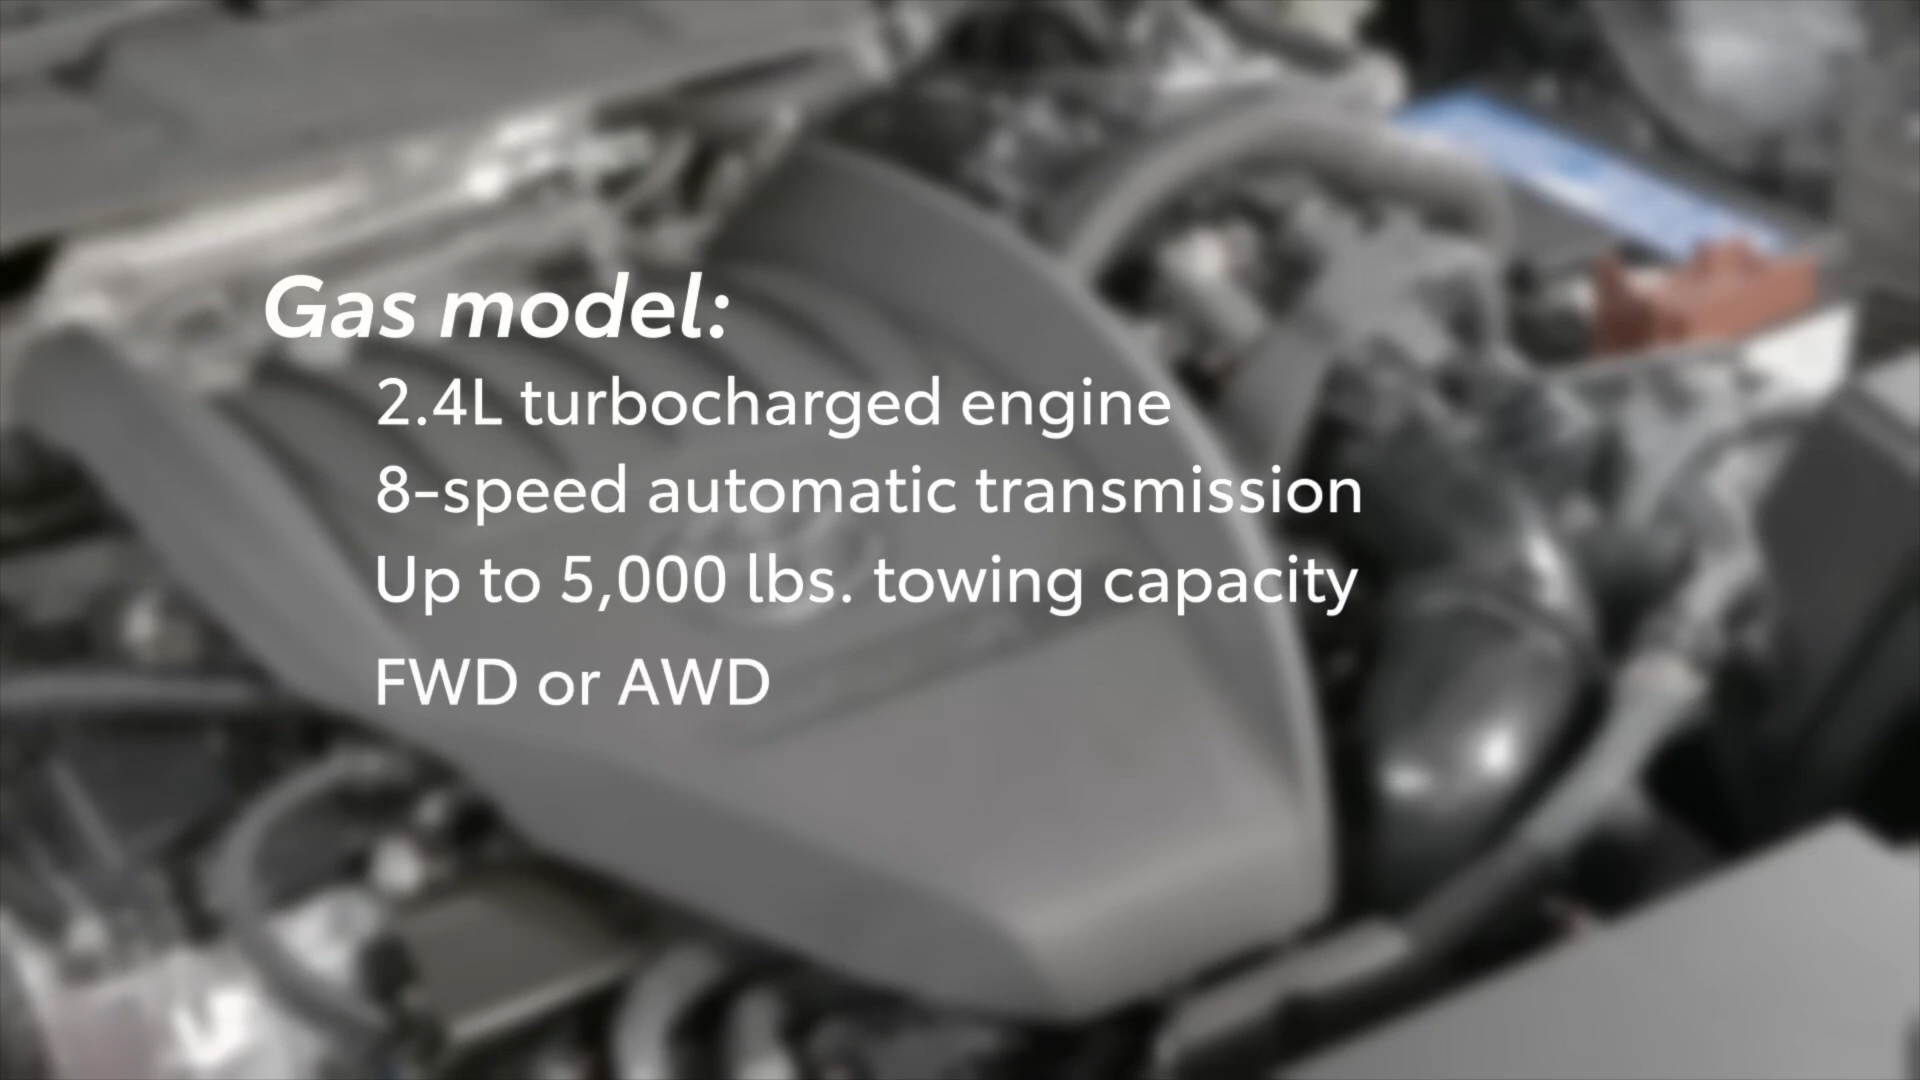 Gas model:
2.4L turbocharged engine
8-speed automatic transmission
Up to 5,000 lbs. towing capacity
FWD or AWD